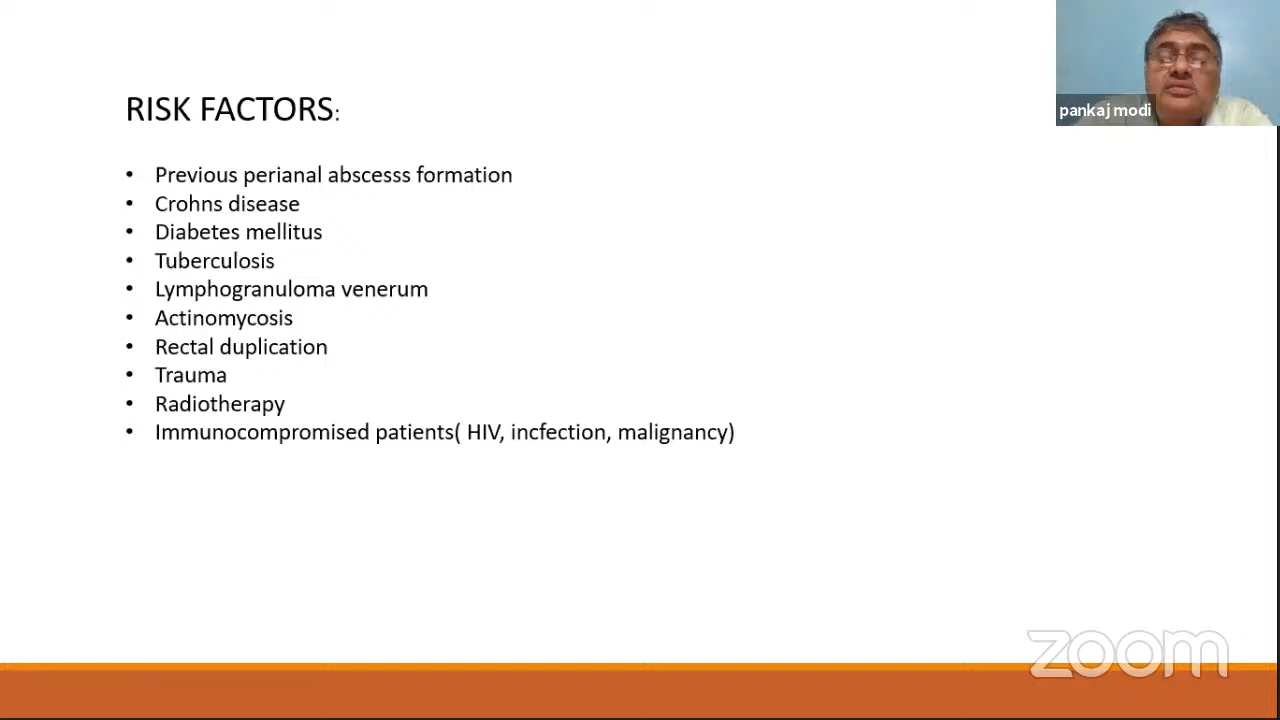 RISK FACTORS:
• Previous perianal abscesss formation
• Crohns disease
• Diabetes mellitus
• Tuberculosis
• Lymphogranuloma venerum
• Actinomycosis
• Rectal duplication
• Trauma
• Radiotherapy
• Immunocompromised patients( HIV, incfection, malignancy)
pankaj modi
zoom